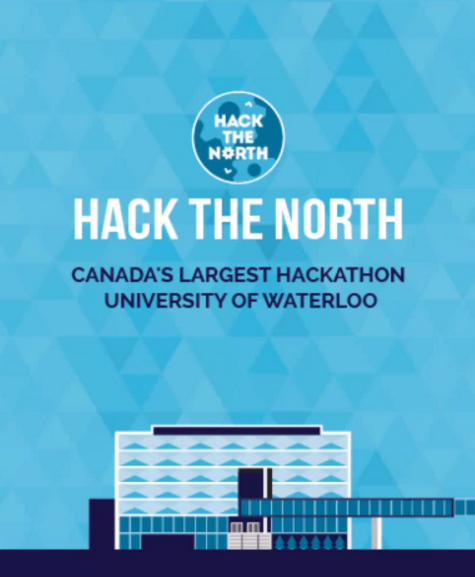 HACK
THE
NORTH
HACK THE NORTH
CANADA'S LARGEST HACKATHON
UNIVERSITY OF WATERLOO